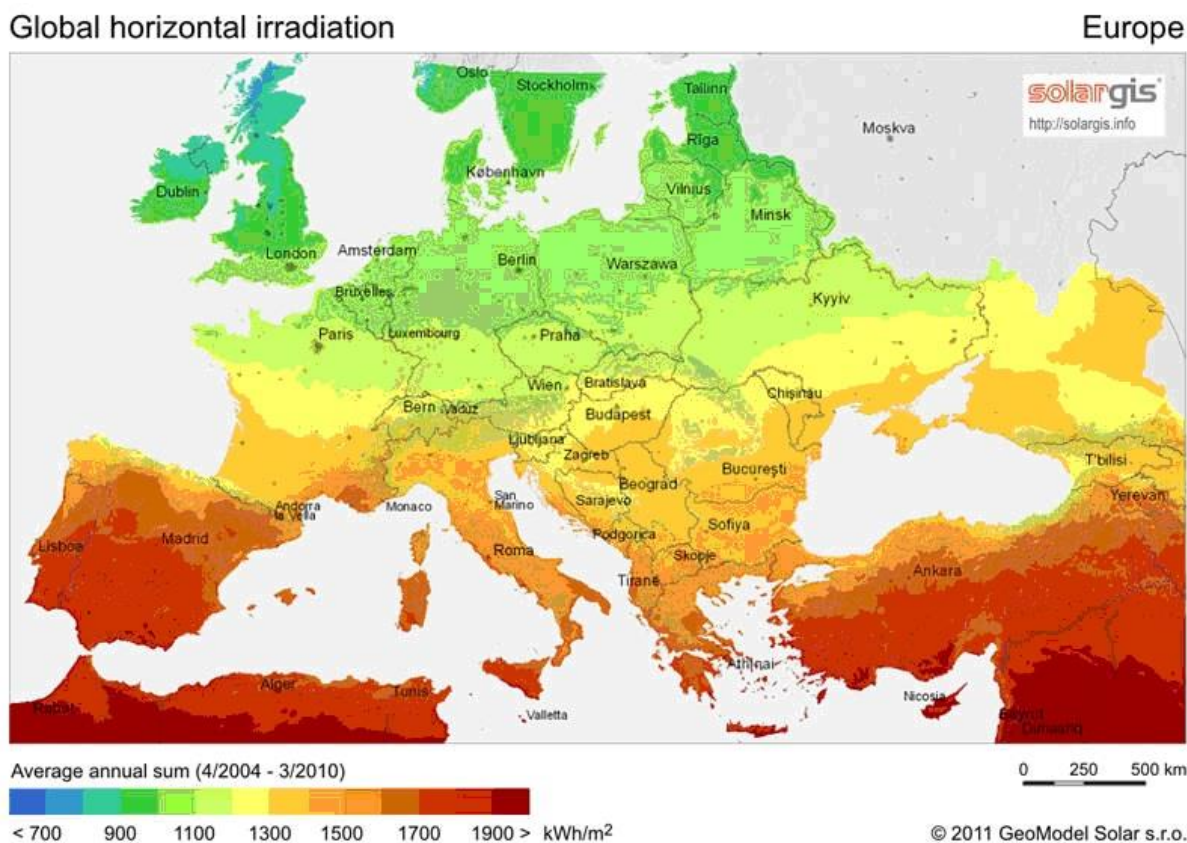 Global horizontal irradiation Europe
Oslo
Stockholm
Tallinn
solargis
http://solargis.info
Moskva
Rīga
København
Dublin
Vilnius
Minsk
London
Amsterdam
Berlin
Warszawa
Bruxelles
Kyyiv
Paris
Luxembourg
Praha
Wien
Bratislava
Bern
Vaduz
Budapest
Chișinău
Ljubljana
Zagreb
București
T'bilisi
Beograd
Yerevan
Andorra
la Vella
Monaco
San
Marino
Sarajevo
Podgorica
Sofiya
Lisboa
Madrid
Roma
Skopje
Tiranë
Ankara
Athínai
Alger
Tunis
Nicosia
Rabat
Valletta
Bayrut
Dimashq
Average annual sum (4/2004 - 3/2010)
0 250 500 km
< 700 900 1100 1300 1500 1700 1900 > kWh/m²
© 2011 GeoModel Solar s.r.o.